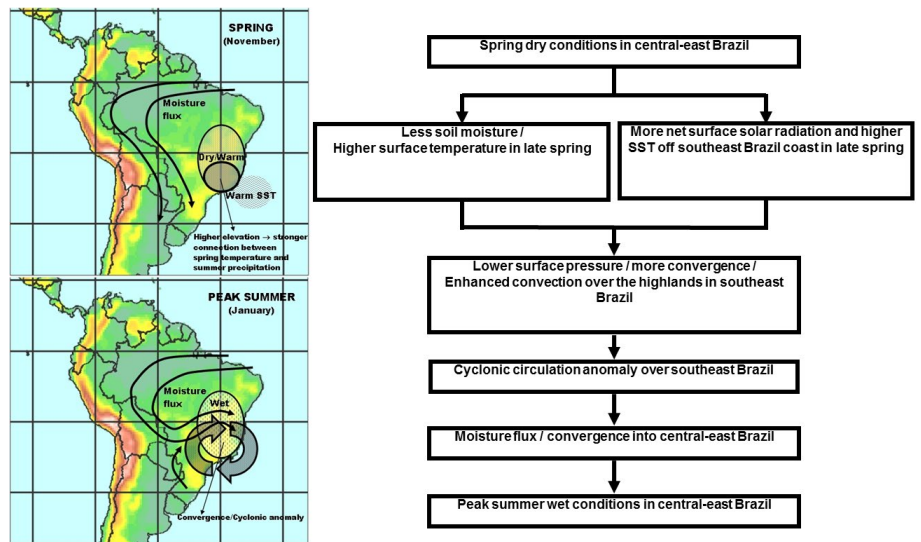 SPRING
(November)
Moisture
flux
Dry/Warm
Warm SST
Higher elevation → stronger
connection between
spring temperature and
summer precipitation
PEAK SUMMER
(January)
Moisture
flux
Wet
Convergence/Cyclonic anomaly
Spring dry conditions in central-east Brazil
Less soil moisture /
Higher surface temperature in late spring
More net surface solar radiation and higher
SST off southeast Brazil coast in late spring
Lower surface pressure / more convergence /
Enhanced convection over the highlands in southeast
Brazil
Cyclonic circulation anomaly over southeast Brazil
Moisture flux / convergence into central-east Brazil
Peak summer wet conditions in central-east Brazil